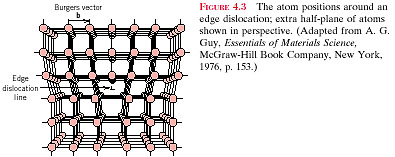 Burgers vector
b
Edge
dislocation
line
FIGURE 4.3 The atom positions around an
edge dislocation; extra half-plane of atoms
shown in perspective. (Adapted from A. G.
Guy, Essentials of Materials Science,
McGraw-Hill Book Company, New York,
1976, p. 153.)